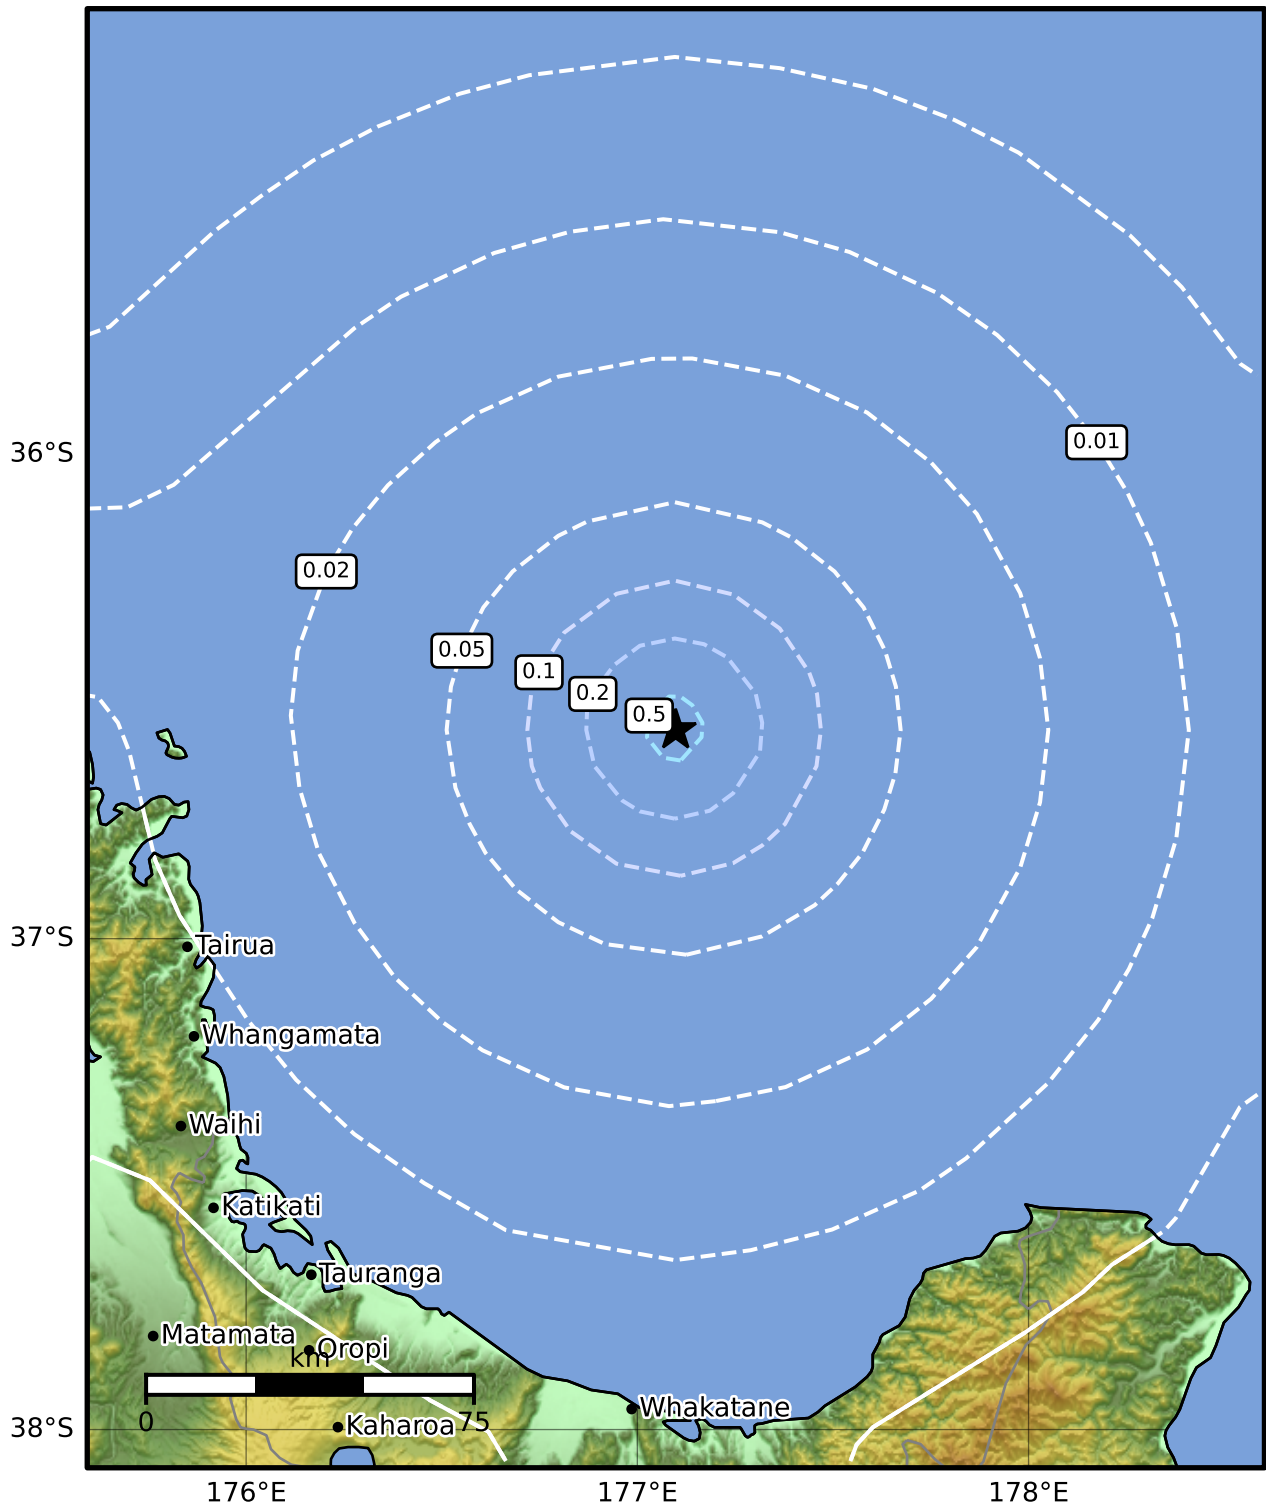 36°S
0.01
0.02
0.05
0.1
0.2
0.5
37°S
Tairua
Whangamata
Waihi
Katikati
Tauranga
Matamata
Oropi
km
0
75
Kaharoa
Whakatane
38°S
176°E
177°E
178°E